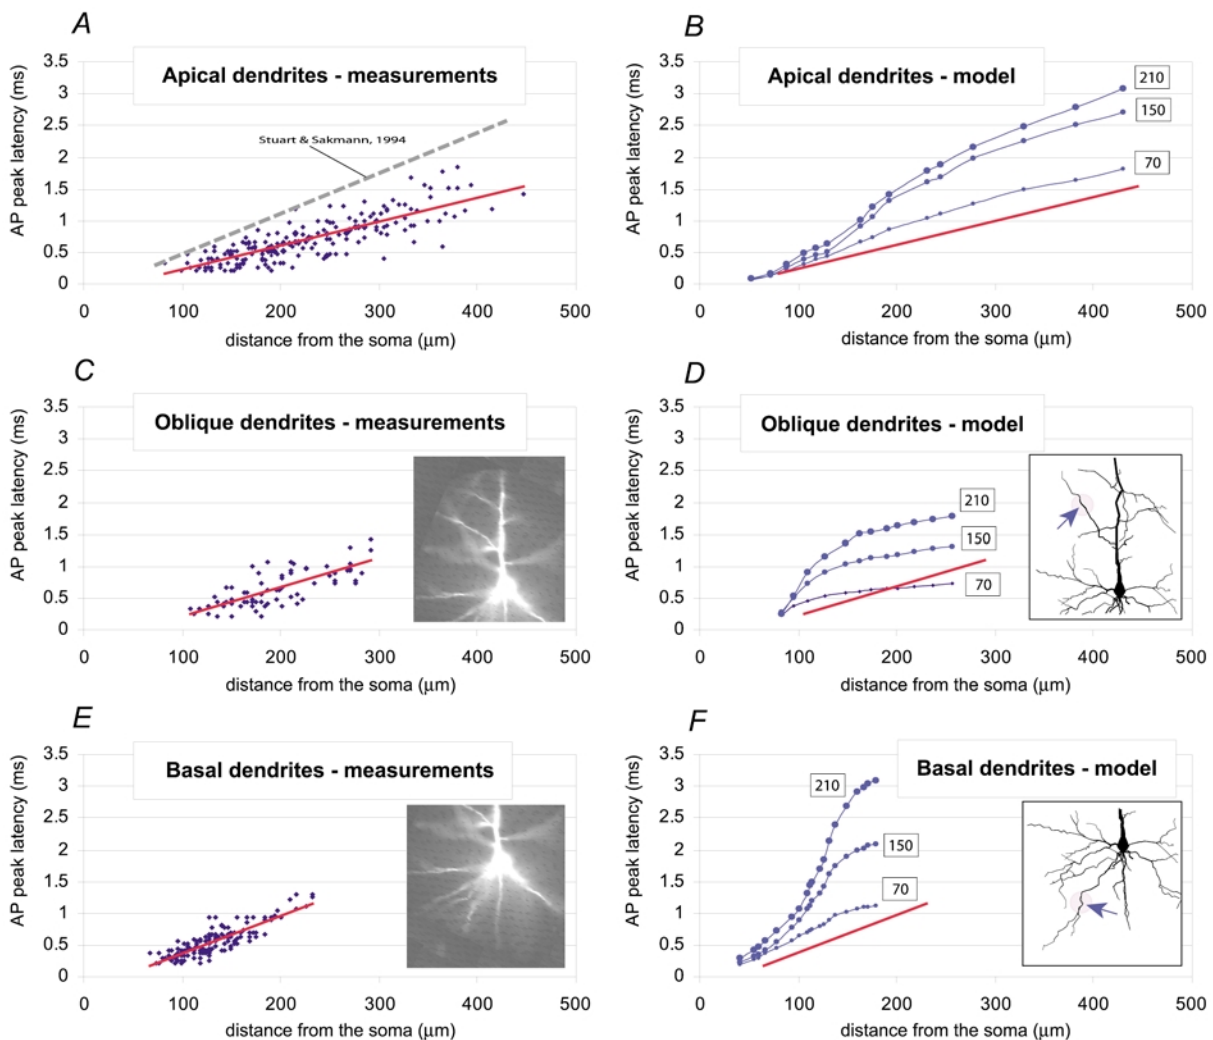 A
Apical dendrites - measurements
AP peak latency (ms)
3.5
3
2.5
2
1.5
1
0.5
0
Stuart & Sakmann, 1994
0 100 200 300 400 500
distance from the soma (μm)
B
Apical dendrites - model
AP peak latency (ms)
3.5
3
2.5
2
1.5
1
0.5
0
210
150
70
0 100 200 300 400 500
distance from the soma (μm)
C
Oblique dendrites - measurements
AP peak latency (ms)
3.5
3
2.5
2
1.5
1
0.5
0
0 100 200 300 400 500
distance from the soma (μm)
D
Oblique dendrites - model
AP peak latency (ms)
3.5
3
2.5
2
1.5
1
0.5
0
210
150
70
0 100 200 300 400 500
distance from the soma (μm)
E
Basal dendrites - measurements
AP peak latency (ms)
3.5
3
2.5
2
1.5
1
0.5
0
0 100 200 300 400 500
distance from the soma (μm)
F
Basal dendrites - model
AP peak latency (ms)
3.5
3
2.5
2
1.5
1
0.5
0
210
150
70
0 100 200 300 400 500
distance from the soma (μm)